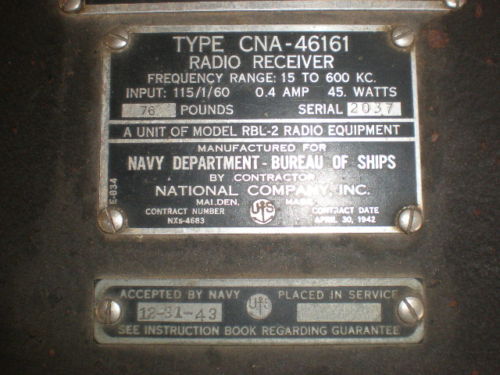 TYPE CNA-46161
RADIO RECEIVER
FREQUENCY RANGE: 15 TO 600 KC.
INPUT: 115/1/60 0.4 AMP 45. WATTS
76 POUNDS SERIAL 2037
A UNIT OF MODEL RBL-2 RADIO EQUIPMENT
MANUFACTURED FOR
NAVY DEPARTMENT - BUREAU OF SHIPS
BY CONTRACTOR
NATIONAL COMPANY, INC.
MALDEN, MASS.
CONTRACT NUMBER US CONTRACT DATE
NXs-4683 APRIL 30, 1942
E-834
ACCEPTED BY NAVY US PLACED IN SERVICE
12-31-43
SEE INSTRUCTION BOOK REGARDING GUARANTEE